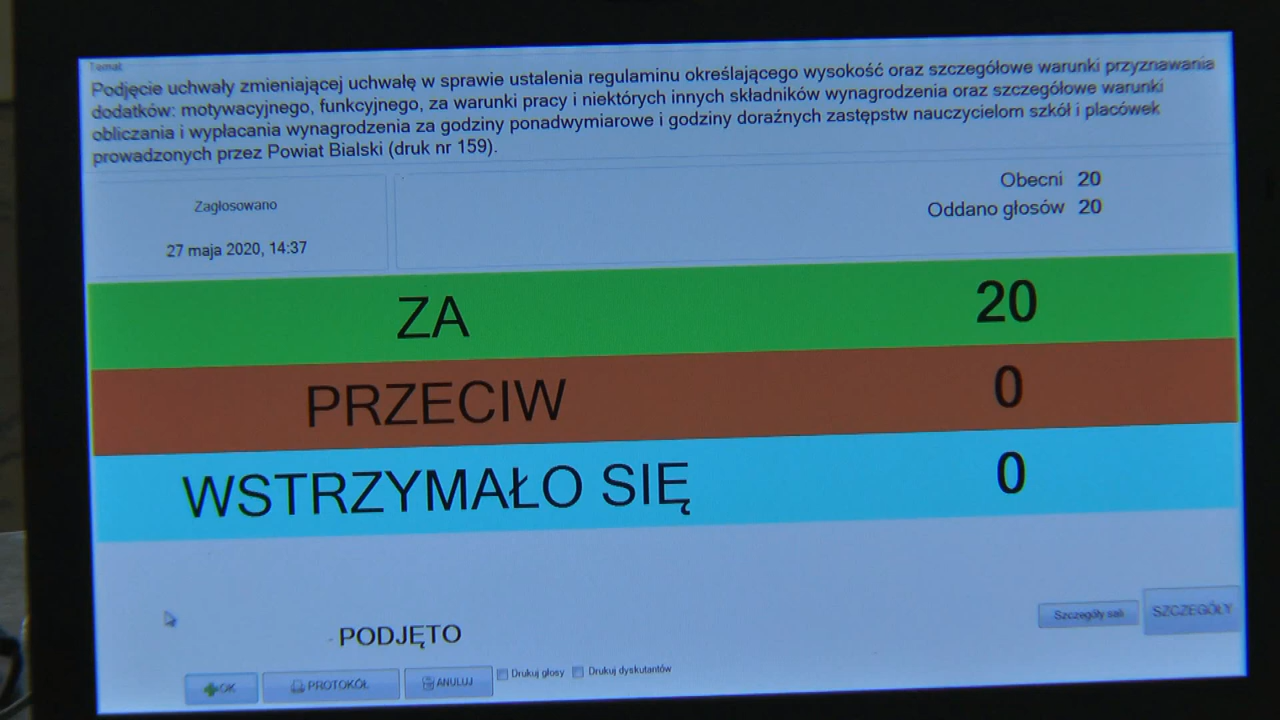 Temat
Podjęcie uchwały zmieniającej uchwałę w sprawie ustalenia regulaminu określającego wysokość oraz szczegółowe warunki przyznawania
dodatków: motywacyjnego, funkcyjnego, za warunki pracy i niektórych innych składników wynagrodzenia oraz szczegółowe warunki
obliczania i wypłacania wynagrodzenia za godziny ponadwymiarowe i godziny doraźnych zastępstw nauczycielom szkół i placówek
prowadzonych przez Powiat Bialski (druk nr 159).
Zagłosowano
27 maja 2020, 14:37
Obecni 20
Oddano głosów 20
ZA 20
PRZECIW 0
WSTRZYMAŁO SIĘ 0
Szczegóły sali SZCZEGÓŁY
PODJĘTO
OK PROTOKÓŁ ANULUJ Drukuj głosy Drukuj dyskutantów